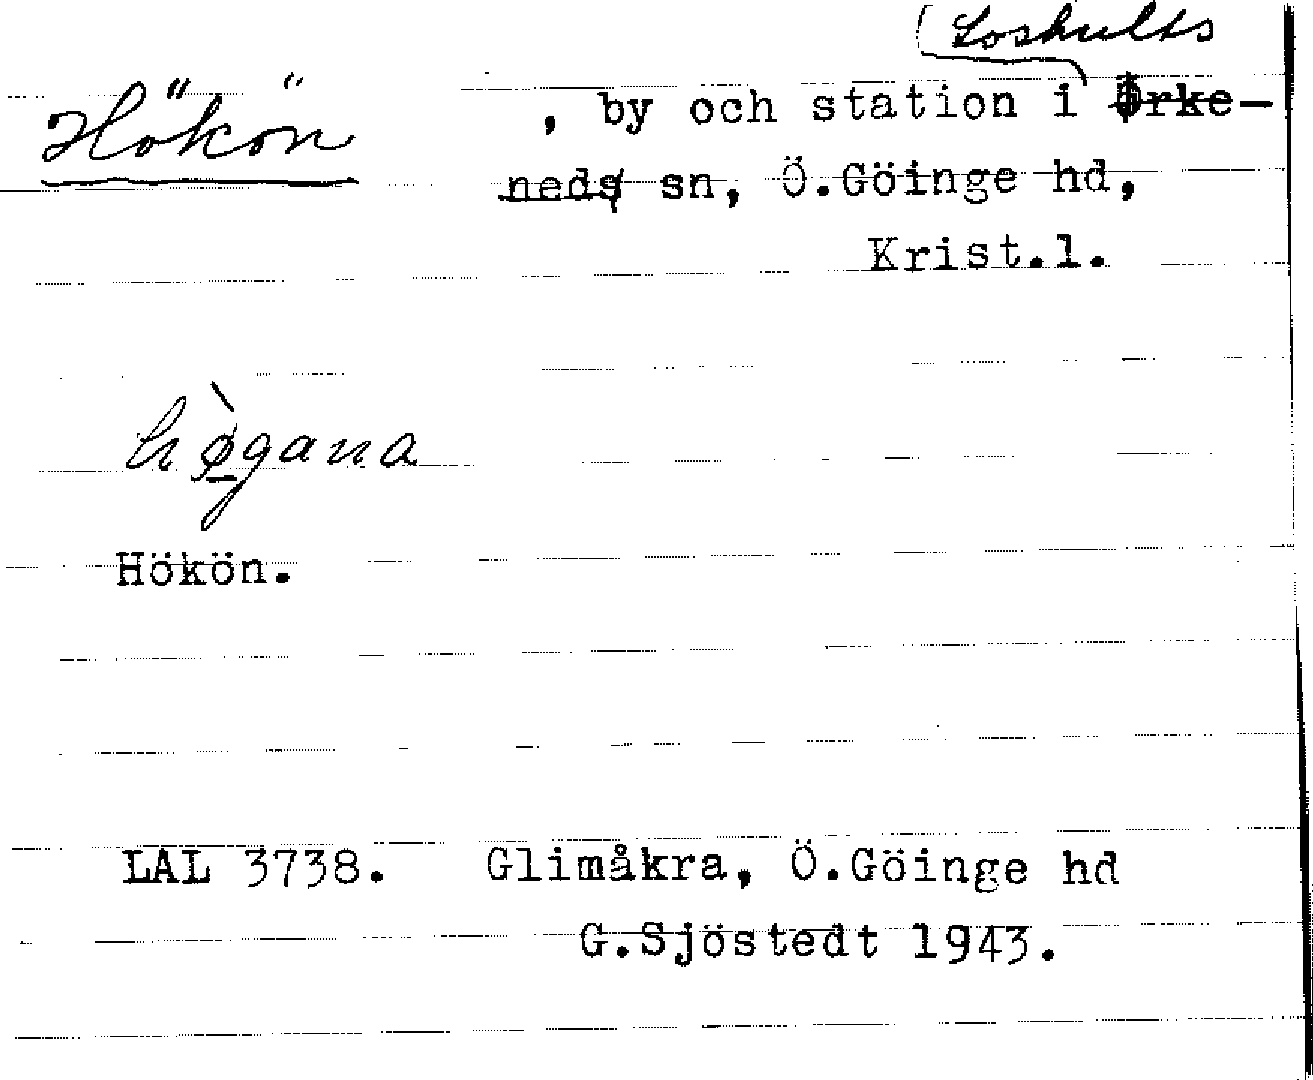 Loshults
Hökön, by och station i Örke-
neds sn, Ö.Göinge hd,
Krist.l.
hø̀gana
Hökön.
LAL 3738. Glimåkra, Ö.Göinge hd
G.Sjöstedt 1943.